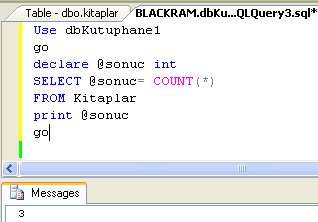 Table - dbo.kitaplar BLACKRAM.dbKu...QLQuery3.sql*
Use dbKutuphane1
go
declare @sonuc int
SELECT @sonuc= COUNT(*)
FROM Kitaplar
print @sonuc
go
Messages
3